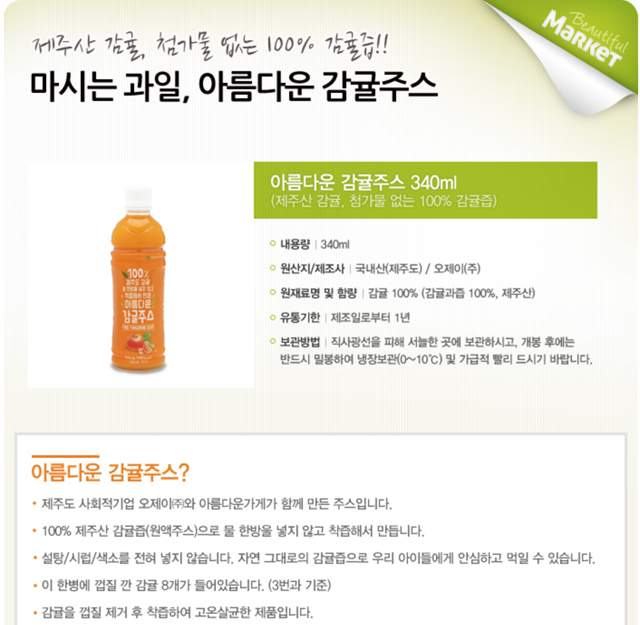 제주산 감귤, 첨가물 없는 100% 감귤즙!!
Beautiful
MARKET
마시는 과일, 아름다운 감귤주스
아름다운 감귤주스 340ml
(제주산 감귤, 첨가물 없는 100% 감귤즙)
내용량 | 340ml
원산지/제조사 | 국내산(제주도) / 오제이(주)
원재료명 및 함량 | 감귤 100% (감귤과즙 100%, 제주산)
유통기한 | 제조일로부터 1년
보관방법 | 직사광선을 피해 서늘한 곳에 보관하시고, 개봉 후에는
반드시 밀봉하여 냉장보관(0~10℃) 및 가급적 빨리 드시기 바랍니다.
100%
제주도 감귤
아름다운
감귤주스
아름다운 감귤주스?
• 제주도 사회적기업 오제이㈜와 아름다운가게가 함께 만든 주스입니다.
• 100% 제주산 감귤즙(원액주스)으로 물 한방울 넣지 않고 착즙해서 만듭니다.
• 설탕/시럽/색소를 전혀 넣지 않습니다. 자연 그대로의 감귤즙으로 우리 아이들에게 안심하고 먹일 수 있습니다.
• 이 한병에 껍질 깐 감귤 8개가 들어있습니다. (3번과 기준)
• 감귤을 껍질 제거 후 착즙하여 고온살균한 제품입니다.